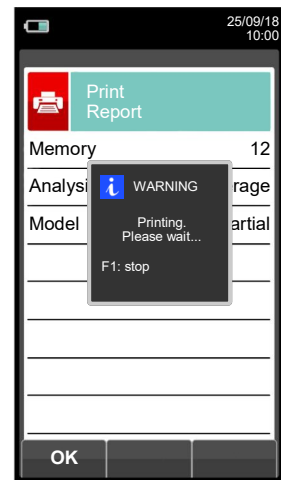 25/09/18
10:00
Print
Report
Memory 12
Analysi rage
Model artial
WARNING
Printing.
Please wait...
F1: stop
OK